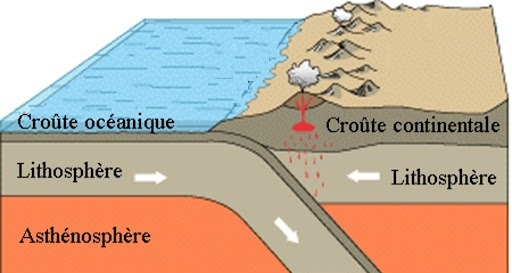 Croûte océanique
Croûte continentale
Lithosphère
Lithosphère
Asthénosphère